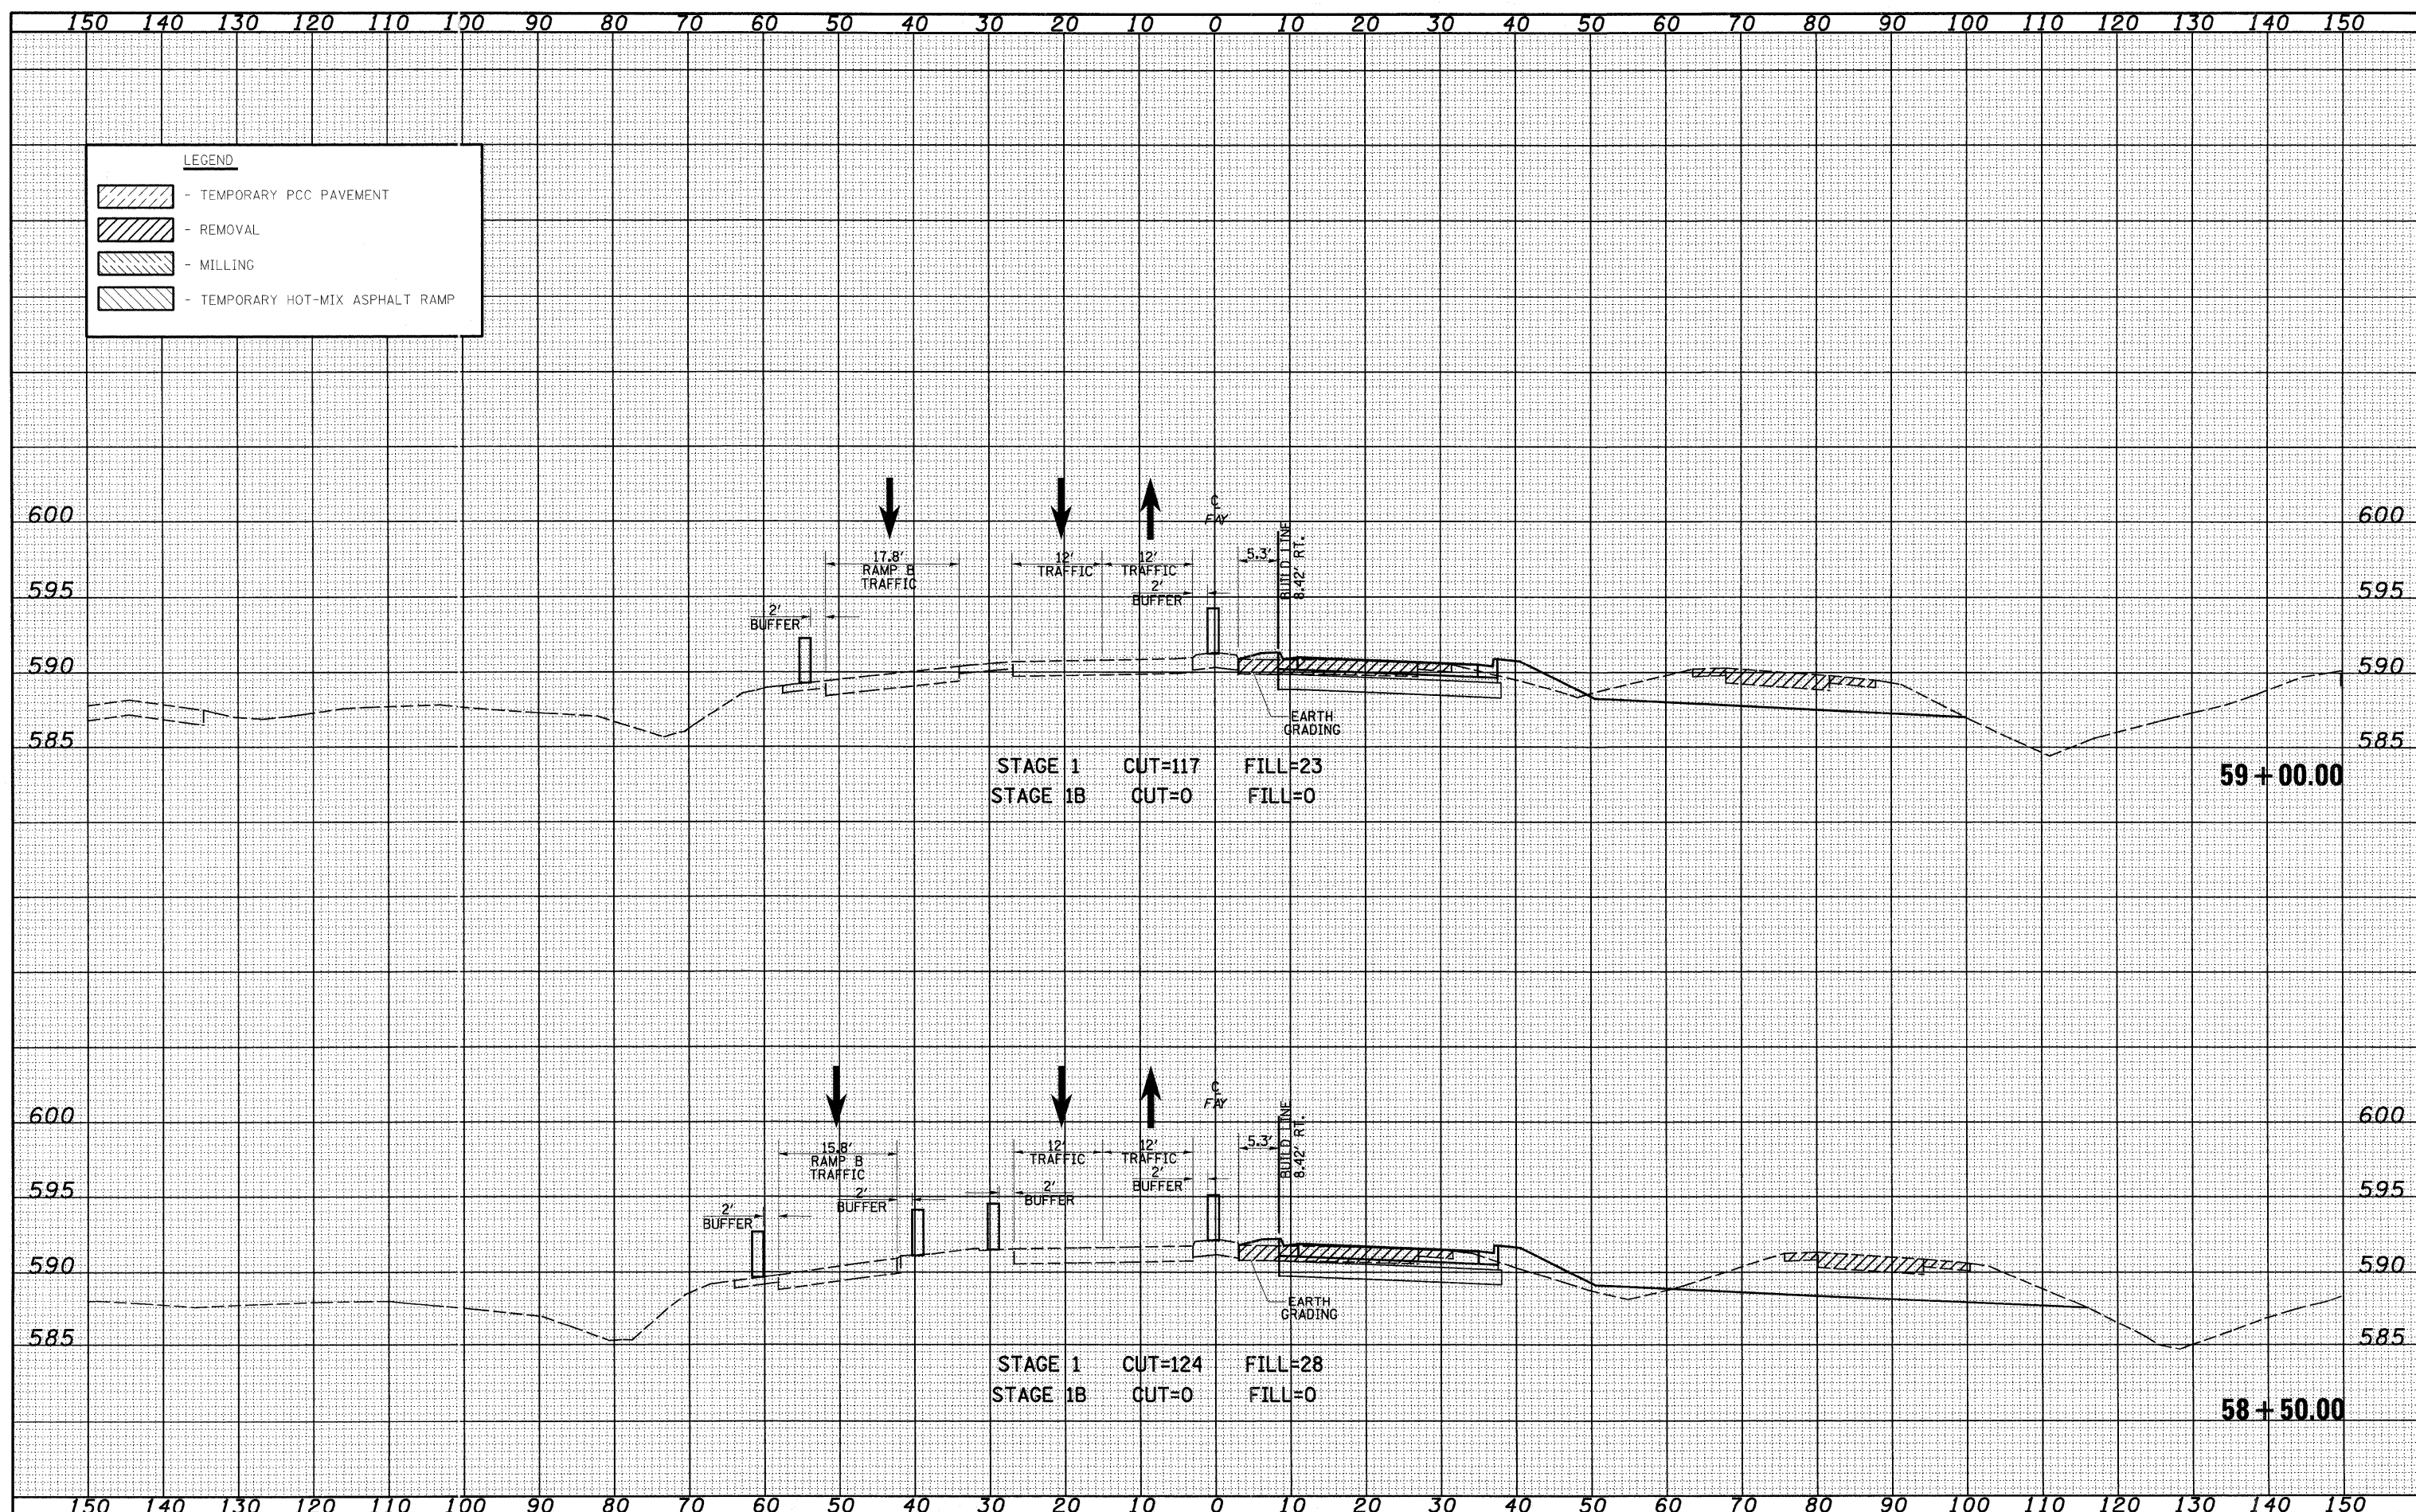 150 140 130 120 110 100 90 80 70 60 50 40 30 20 10 0 10 20 30 40 50 60 70 80 90 100 110 120 130 140 150
LEGEND
- TEMPORARY PCC PAVEMENT
- REMOVAL
- MILLING
- TEMPORARY HOT-MIX ASPHALT RAMP
600 600
595 595
590 590
585 585
℄
FAY
17.8'
RAMP B
TRAFFIC
12'
TRAFFIC
12'
TRAFFIC
2'
BUFFER
2'
BUFFER
5.3'
BUILD LINE
8.42' RT.
EARTH
GRADING
STAGE 1 CUT=117 FILL=23
STAGE 1B CUT=0 FILL=0
59+00.00
600 600
595 595
590 590
585 585
℄
FAY
15.8'
RAMP B
TRAFFIC
12'
TRAFFIC
12'
TRAFFIC
2'
BUFFER
2'
BUFFER
2'
BUFFER
2'
BUFFER
5.3'
BUILD LINE
8.42' RT.
EARTH
GRADING
STAGE 1 CUT=124 FILL=28
STAGE 1B CUT=0 FILL=0
58+50.00
150 140 130 120 110 100 90 80 70 60 50 40 30 20 10 0 10 20 30 40 50 60 70 80 90 100 110 120 130 140 150